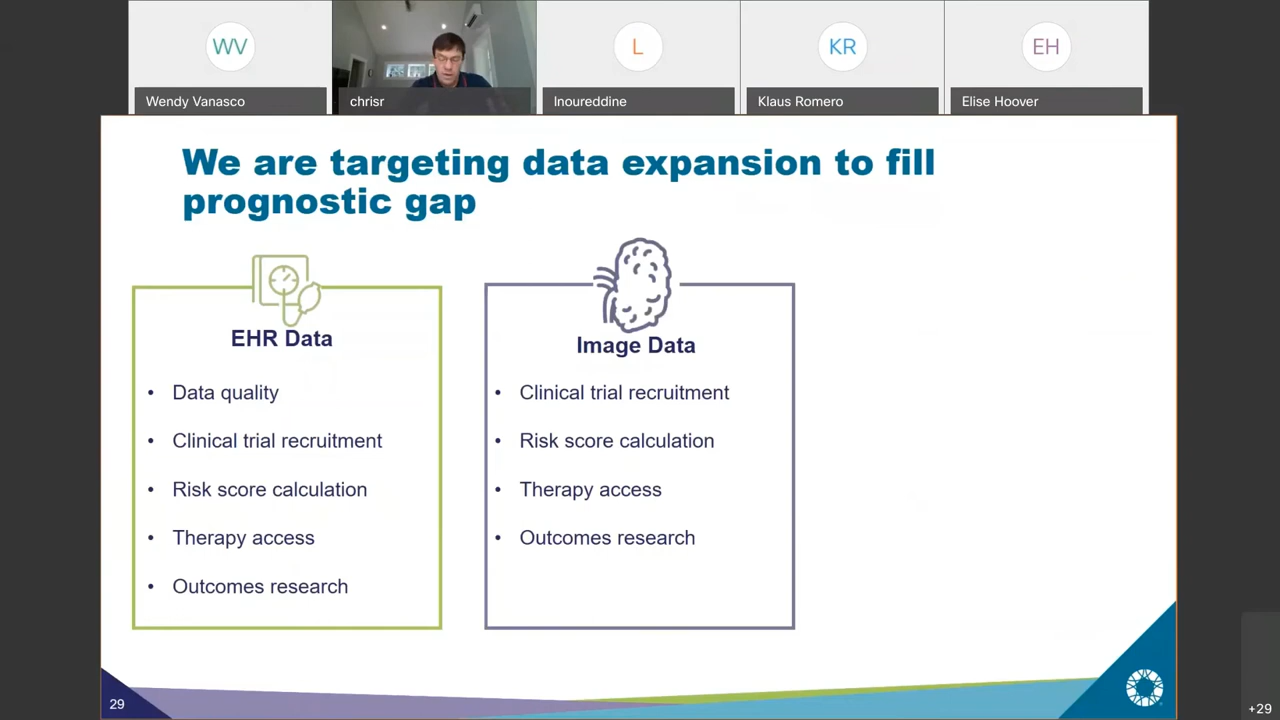 WV
L
KR
EH
Wendy Vanasco
chrisr
lnoureddine
Klaus Romero
Elise Hoover
We are targeting data expansion to fill
prognostic gap
EHR Data
• Data quality
• Clinical trial recruitment
• Risk score calculation
• Therapy access
• Outcomes research
Image Data
• Clinical trial recruitment
• Risk score calculation
• Therapy access
• Outcomes research
29
+29